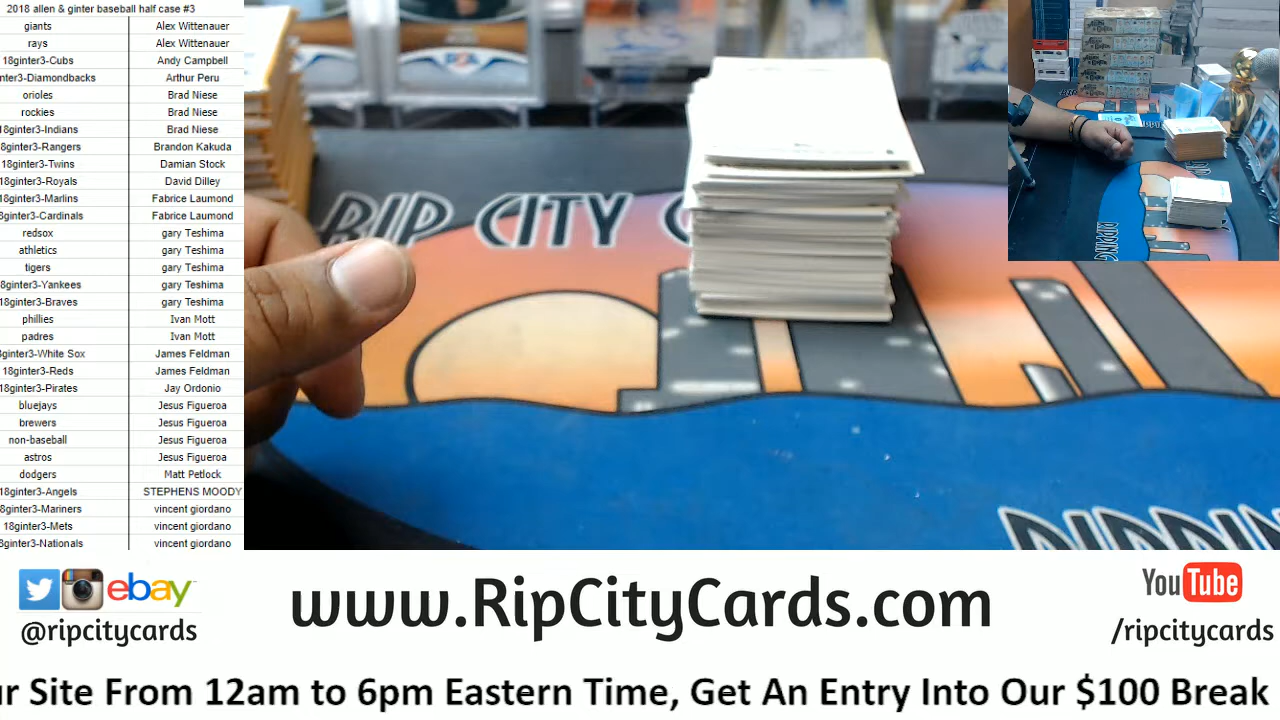 2018 allen & ginter baseball half case #3
giants Alex Wittenauer
rays Alex Wittenauer
18ginter3-Cubs Andy Campbell
nter3-Diamondbacks Arthur Peru
orioles Brad Niese
rockies Brad Niese
18ginter3-Indians Brad Niese
8ginter3-Rangers Brandon Kakuda
18ginter3-Twins Damian Stock
18ginter3-Royals David Dilley
18ginter3-Marlins Fabrice Laumond
8ginter3-Cardinals Fabrice Laumond
redsox gary Teshima
athletics gary Teshima
tigers gary Teshima
8ginter3-Yankees gary Teshima
18ginter3-Braves gary Teshima
phillies Ivan Mott
padres Ivan Mott
ginter3-White Sox James Feldman
18ginter3-Reds James Feldman
18ginter3-Pirates Jay Ordonio
bluejays Jesus Figueroa
brewers Jesus Figueroa
non-baseball Jesus Figueroa
astros Jesus Figueroa
dodgers Matt Petlock
18ginter3-Angels STEPHENS MOODY
8ginter3-Mariners vincent giordano
18ginter3-Mets vincent giordano
8ginter3-Nationals vincent giordano
RIP CITY
RIPPIN
ebay
@ripcitycards
www.RipCityCards.com
YouTube
/ripcitycards
ur Site From 12am to 6pm Eastern Time, Get An Entry Into Our $100 Break